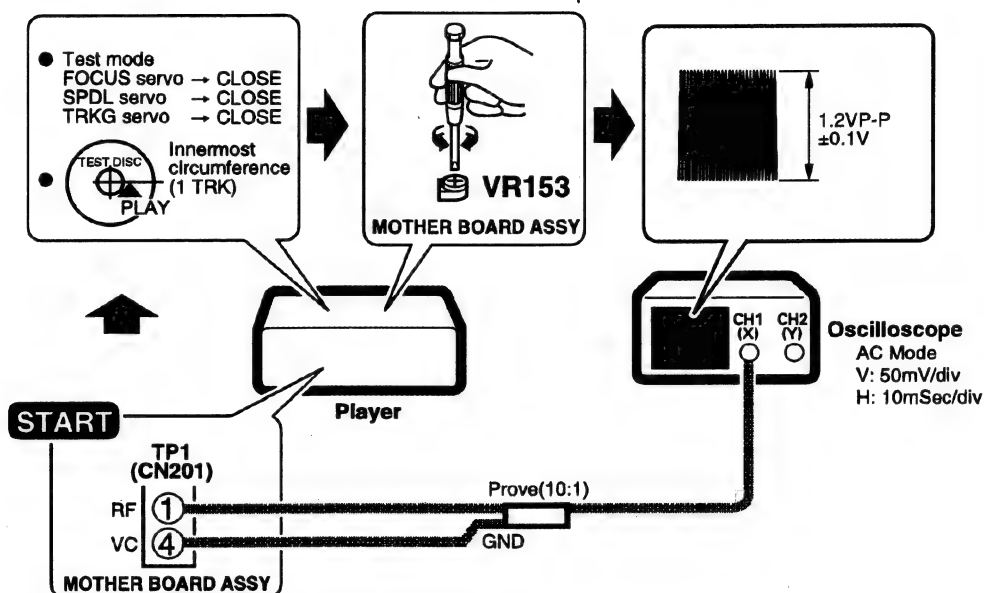 ● Test mode
FOCUS servo → CLOSE
SPDL servo → CLOSE
TRKG servo → CLOSE
●
TEST DISC
Innermost
circumference
(1 TRK)
PLAY
VR153
MOTHER BOARD ASSY
1.2VP-P
±0.1V
CH1
(X)
CH2
(Y)
Oscilloscope
AC Mode
V: 50mV/div
H: 10mSec/div
Player
START
TP1
(CN201)
RF ①
VC ④
MOTHER BOARD ASSY
Prove(10:1)
GND